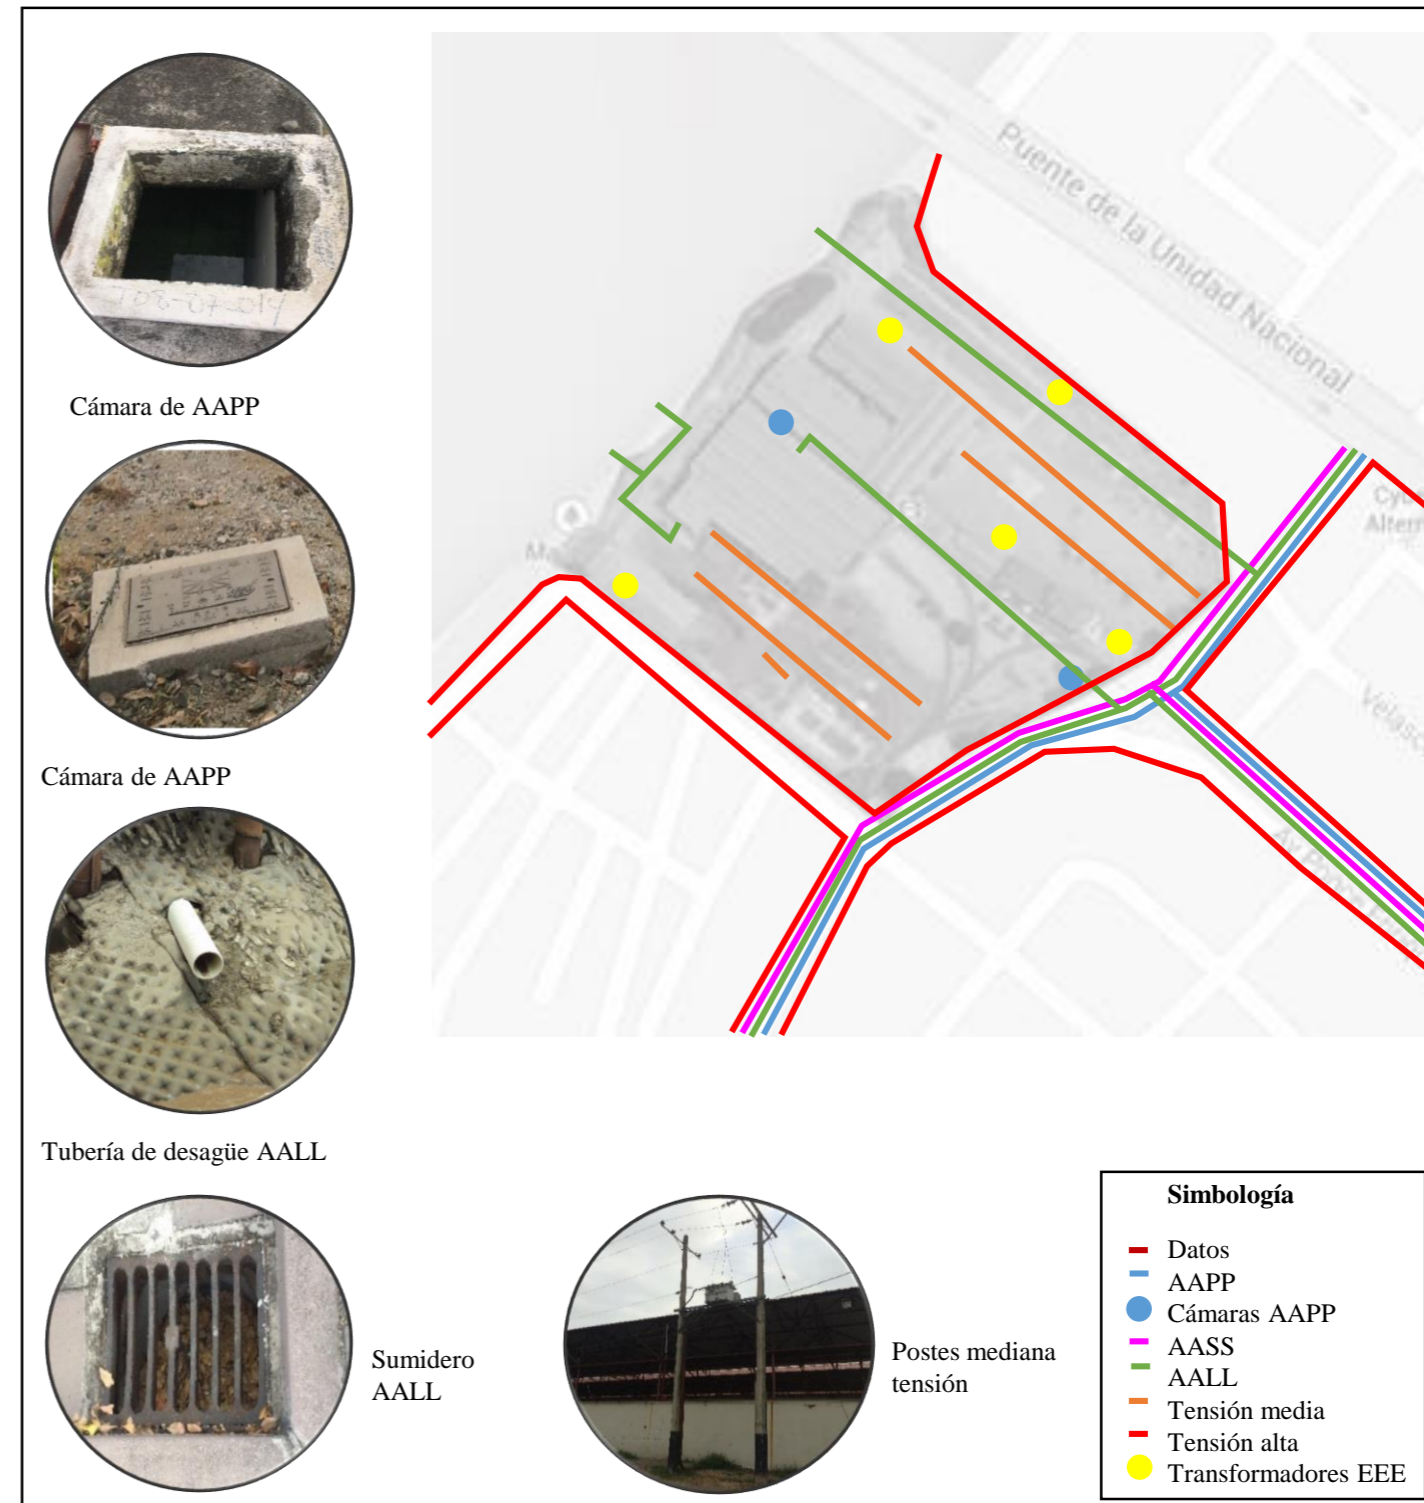 Cámara de AAPP
Cámara de AAPP
Tubería de desagüe AALL
Sumidero
AALL
Postes mediana
tensión
Puente de la Unidad Nacional
Simbología
Datos
AAPP
Cámaras AAPP
AASS
AALL
Tensión media
Tensión alta
Transformadores EEE